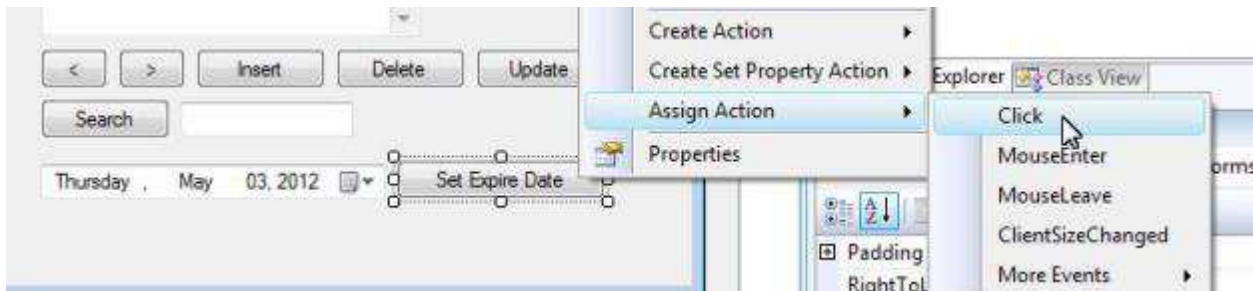 Create Action
< > Insert Delete Update
Create Set Property Action
Explorer Class View
Search
Assign Action
Click
Properties
MouseEnter
Thursday , May 03, 2012
Set Expire Date
MouseLeave
ClientSizeChanged
Padding
More Events